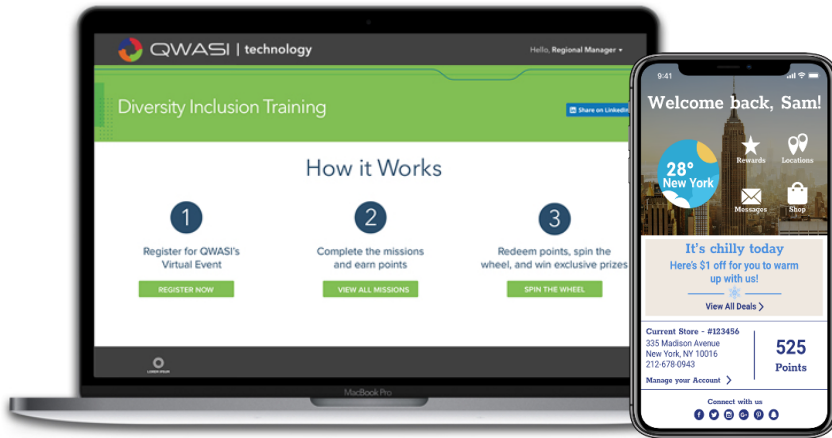 QWASI | technology
Hello, Regional Manager
Diversity Inclusion Training
in Share on LinkedIn
How it Works
1
2
3
Register for QWASI's
Virtual Event
Complete the missions
and earn points
Redeem points, spin the
wheel, and win exclusive prizes
REGISTER NOW
VIEW ALL MISSIONS
SPIN THE WHEEL
LOREM IPSUM
MacBook Pro
9:41
Welcome back, Sam!
28°
New York
Rewards
Locations
Messages
Shop
It's chilly today
Here's $1 off for you to warm
up with us!
View All Deals >
Current Store - #123456
335 Madison Avenue
New York, NY 10016
212-678-0943
Manage your Account >
525
Points
Connect with us